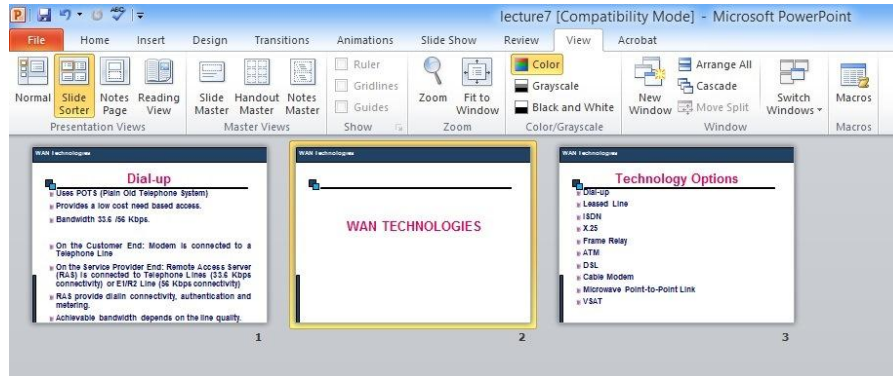 lecture7 [Compatibility Mode] - Microsoft PowerPoint
File Home Insert Design Transitions Animations Slide Show Review View Acrobat
Normal Slide Sorter Notes Page Reading View Slide Master Handout Master Notes Master Ruler Gridlines Guides Zoom Fit to Window Color Grayscale Black and White New Window Arrange All Cascade Move Split Switch Windows Macros
Presentation Views Master Views Show Zoom Color/Grayscale Window Macros
WAN Technologies
Dial-up
Uses POTS (Plain Old Telephone System)
Provides a low cost need based access.
Bandwidth 33.6 /56 Kbps.
On the Customer End: Modem is connected to a
Telephone Line
On the Service Provider End: Remote Access Server
(RAS) is connected to Telephone Lines (33.6 Kbps
connectivity) or E1/R2 Line (56 Kbps connectivity)
RAS provide dialin connectivity, authentication and
metering.
Achievable bandwidth depends on the line quality.
1
WAN Technologies
WAN TECHNOLOGIES
2
WAN Technologies
Technology Options
Dial-up
Leased Line
ISDN
X.25
Frame Relay
ATM
DSL
Cable Modem
Microwave Point-to-Point Link
VSAT
3